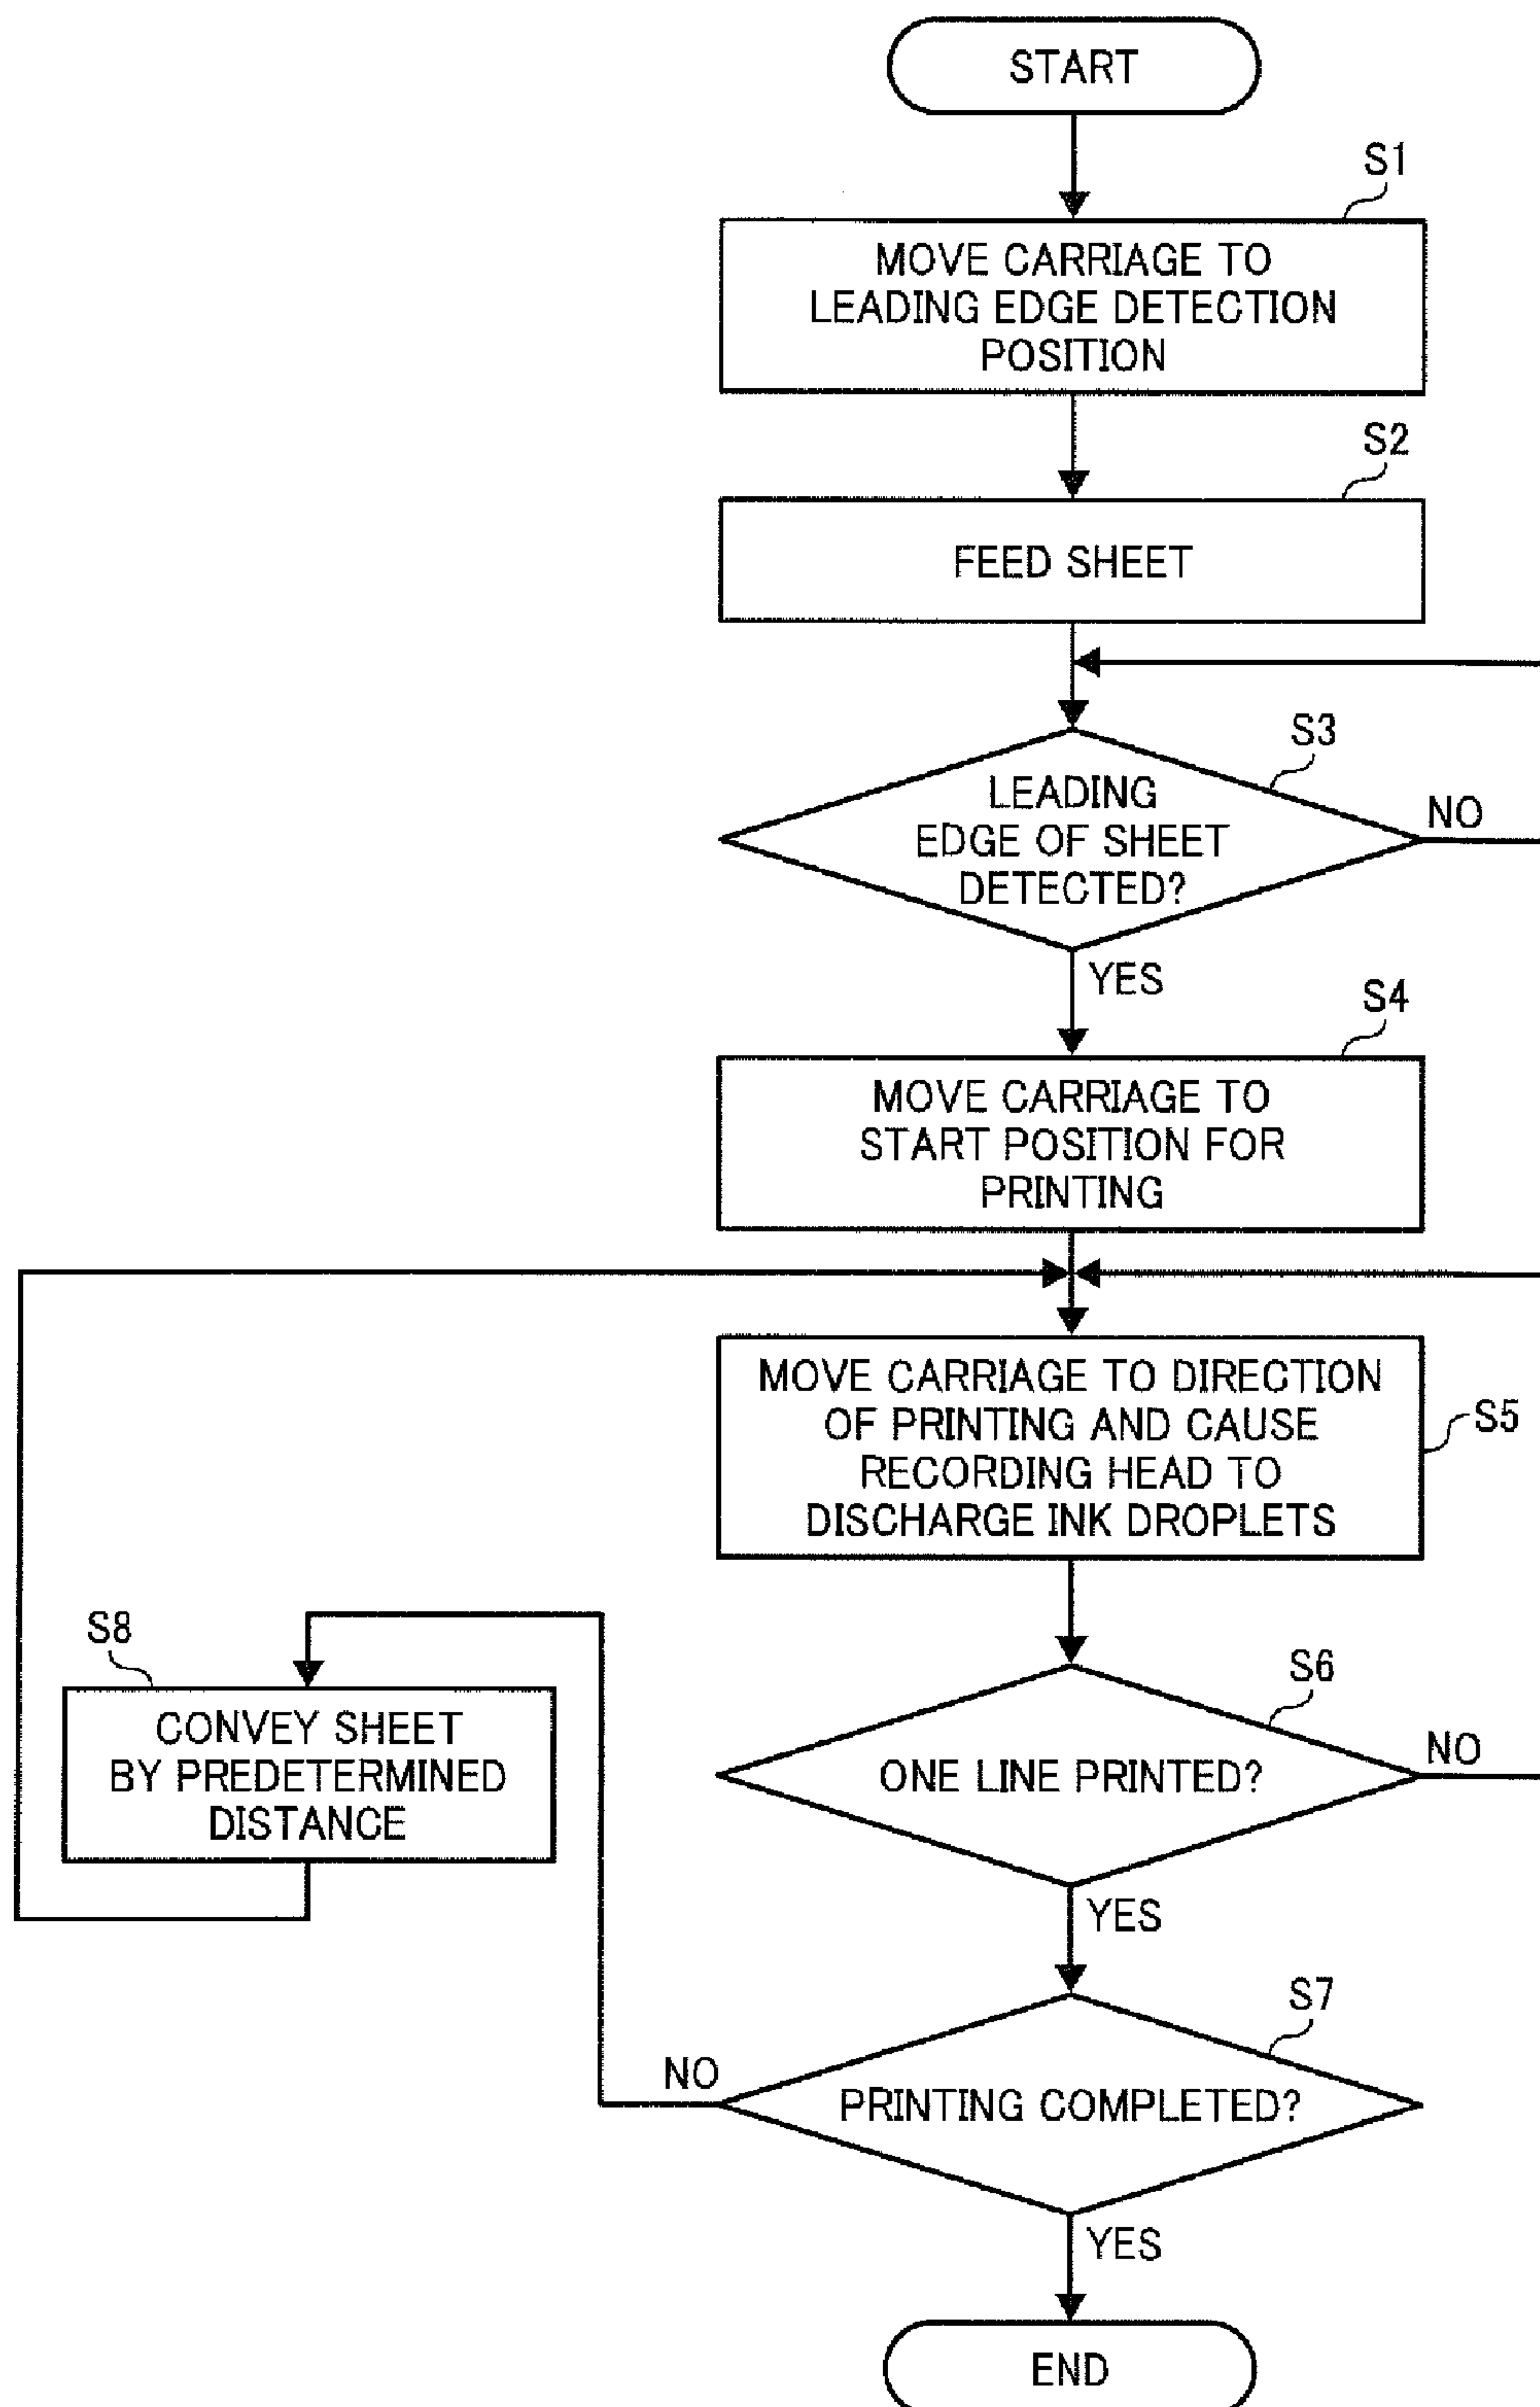 START
S1
MOVE CARRIAGE TO
LEADING EDGE DETECTION
POSITION
S2
FEED SHEET
S3
LEADING
EDGE OF SHEET
DETECTED?
NO
YES
S4
MOVE CARRIAGE TO
START POSITION FOR
PRINTING
MOVE CARRIAGE TO DIRECTION
OF PRINTING AND CAUSE
RECORDING HEAD TO
DISCHARGE INK DROPLETS
S5
S8
CONVEY SHEET
BY PREDETERMINED
DISTANCE
S6
ONE LINE PRINTED?
NO
YES
S7
NO
PRINTING COMPLETED?
YES
END